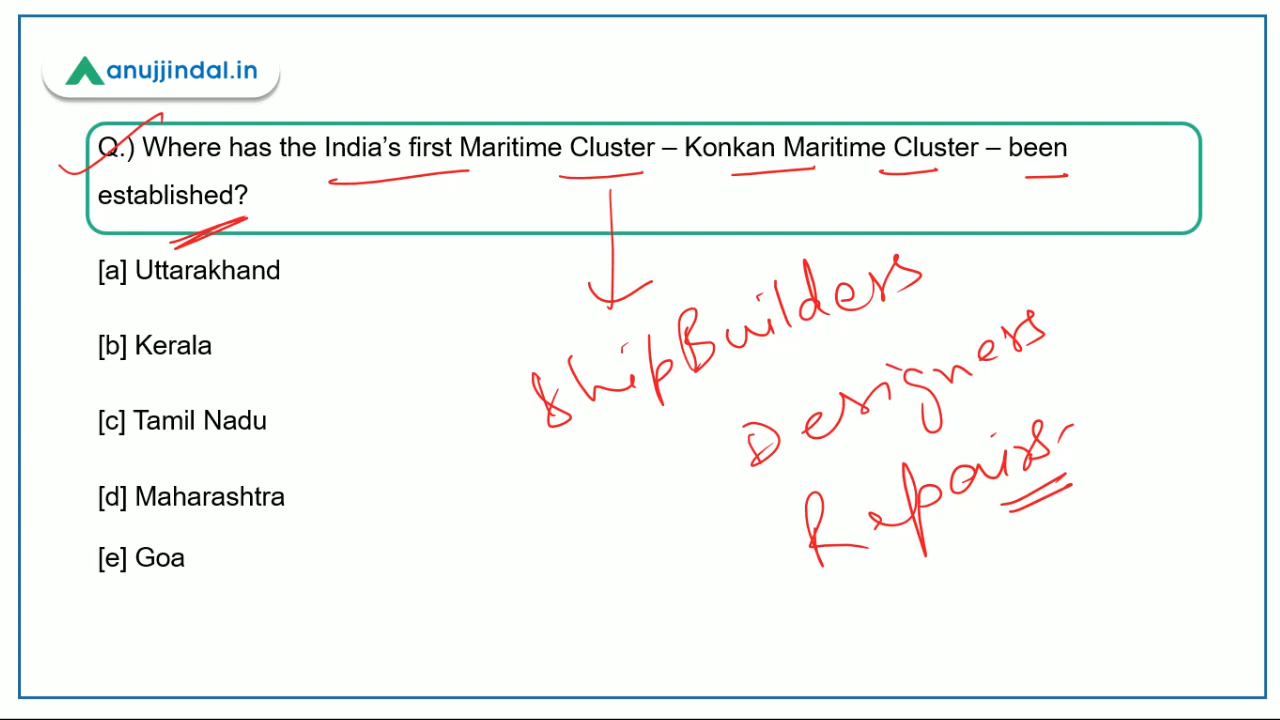 anujjindal.in
Q.) Where has the India's first Maritime Cluster – Konkan Maritime Cluster – been
established?
[a] Uttarakhand
[b] Kerala
[c] Tamil Nadu
[d] Maharashtra
[e] Goa
ShipBuilders
Designers
Repairs